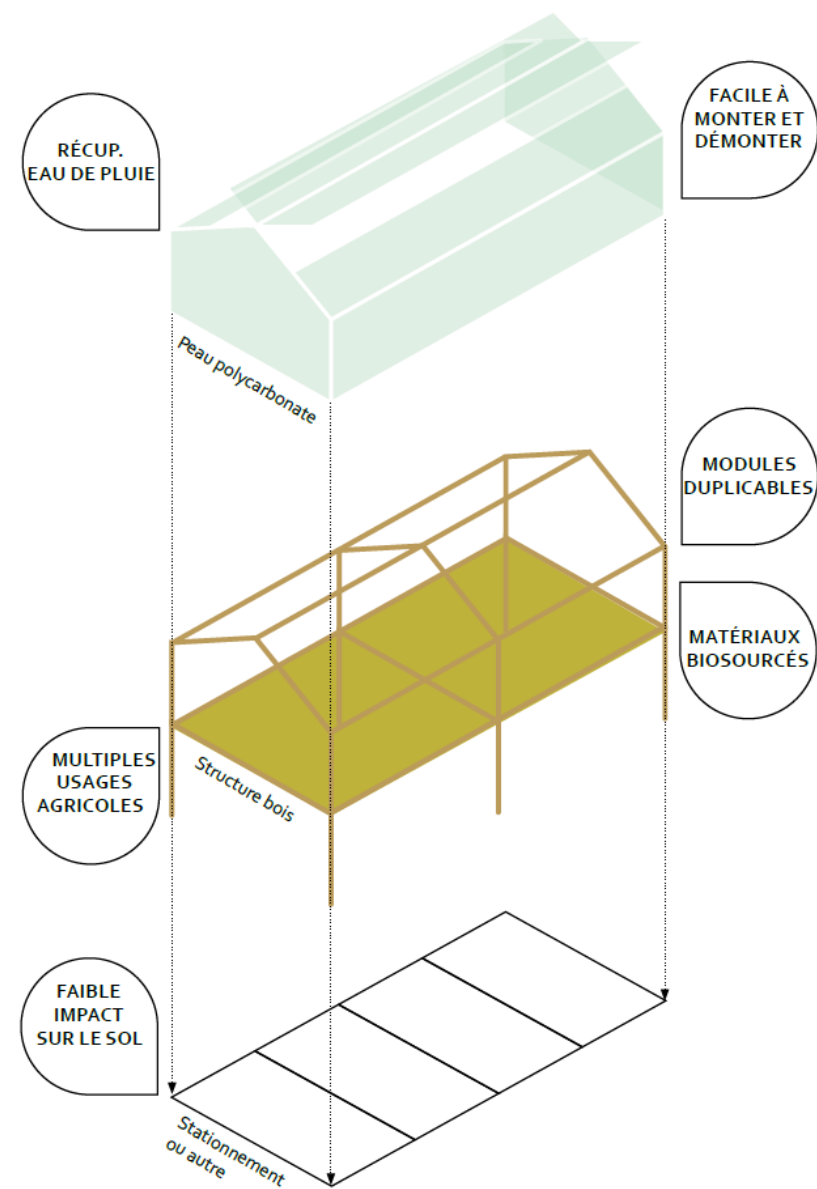 RÉCUP.
EAU DE PLUIE
FACILE À
MONTER ET
DÉMONTER
Peau polycarbonate
MODULES
DUPLICABLES
MATÉRIAUX
BIOSOURCÉS
MULTIPLES
USAGES
AGRICOLES
Structure bois
FAIBLE
IMPACT
SUR LE SOL
Stationnement
ou autre